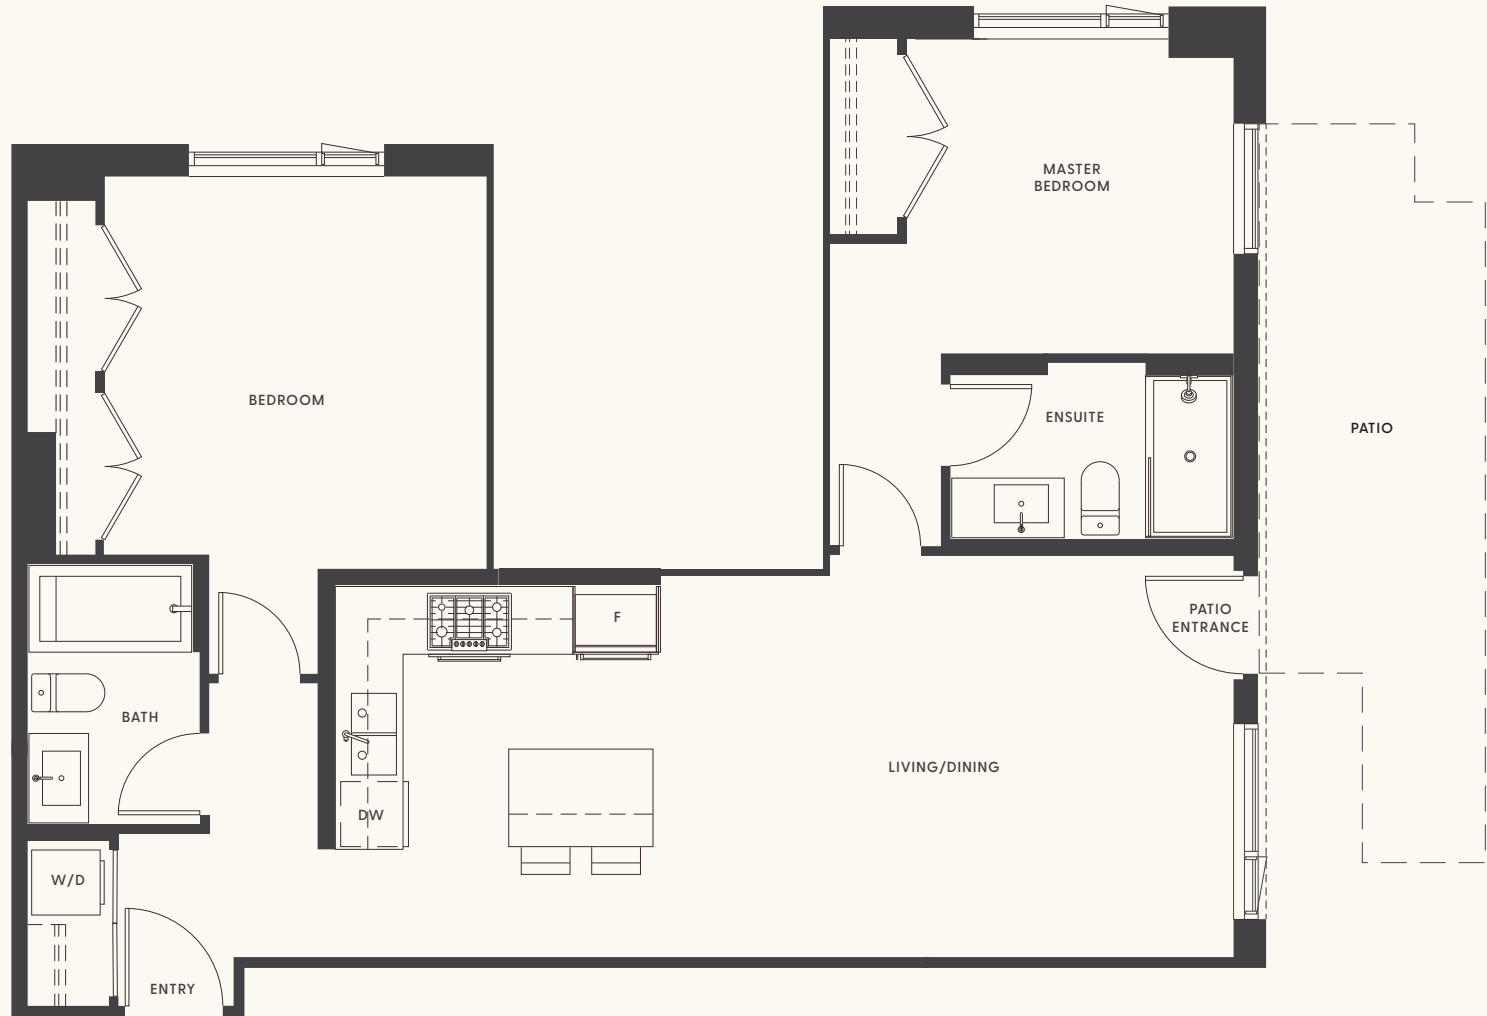 MASTER
BEDROOM
BEDROOM
ENSUITE
PATIO
F
PATIO
ENTRANCE
BATH
LIVING/DINING
DW
W/D
ENTRY